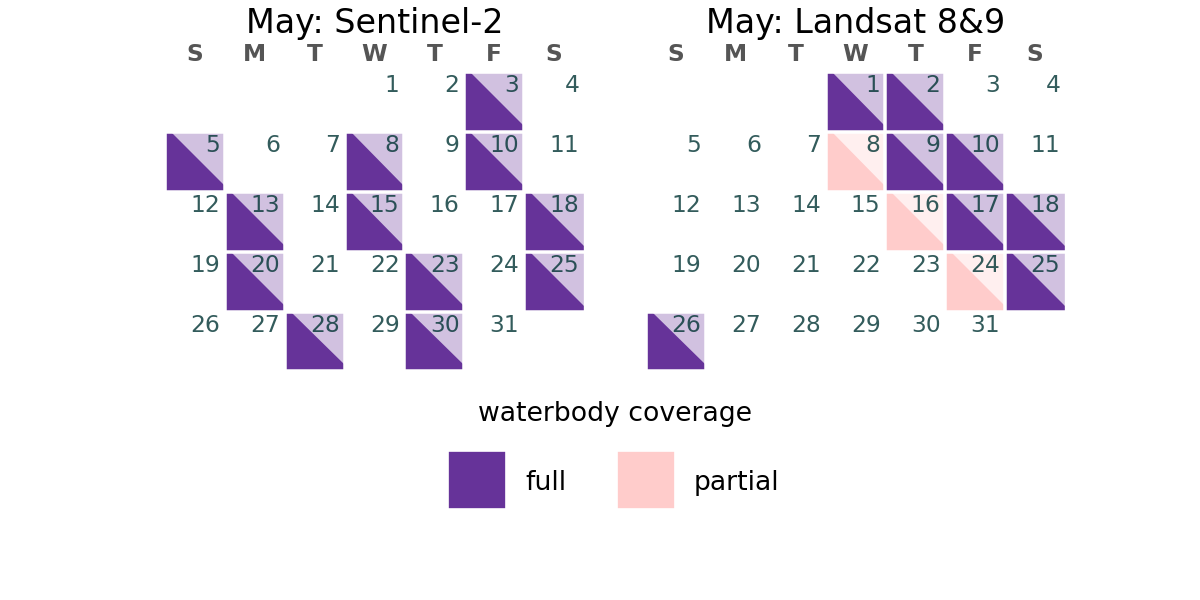 May: Sentinel-2
S M T W T F S
1 2 3 4
5 6 7 8 9 10 11
12 13 14 15 16 17 18
19 20 21 22 23 24 25
26 27 28 29 30 31
May: Landsat 8&9
S M T W T F S
1 2 3 4
5 6 7 8 9 10 11
12 13 14 15 16 17 18
19 20 21 22 23 24 25
26 27 28 29 30 31
waterbody coverage
full partial